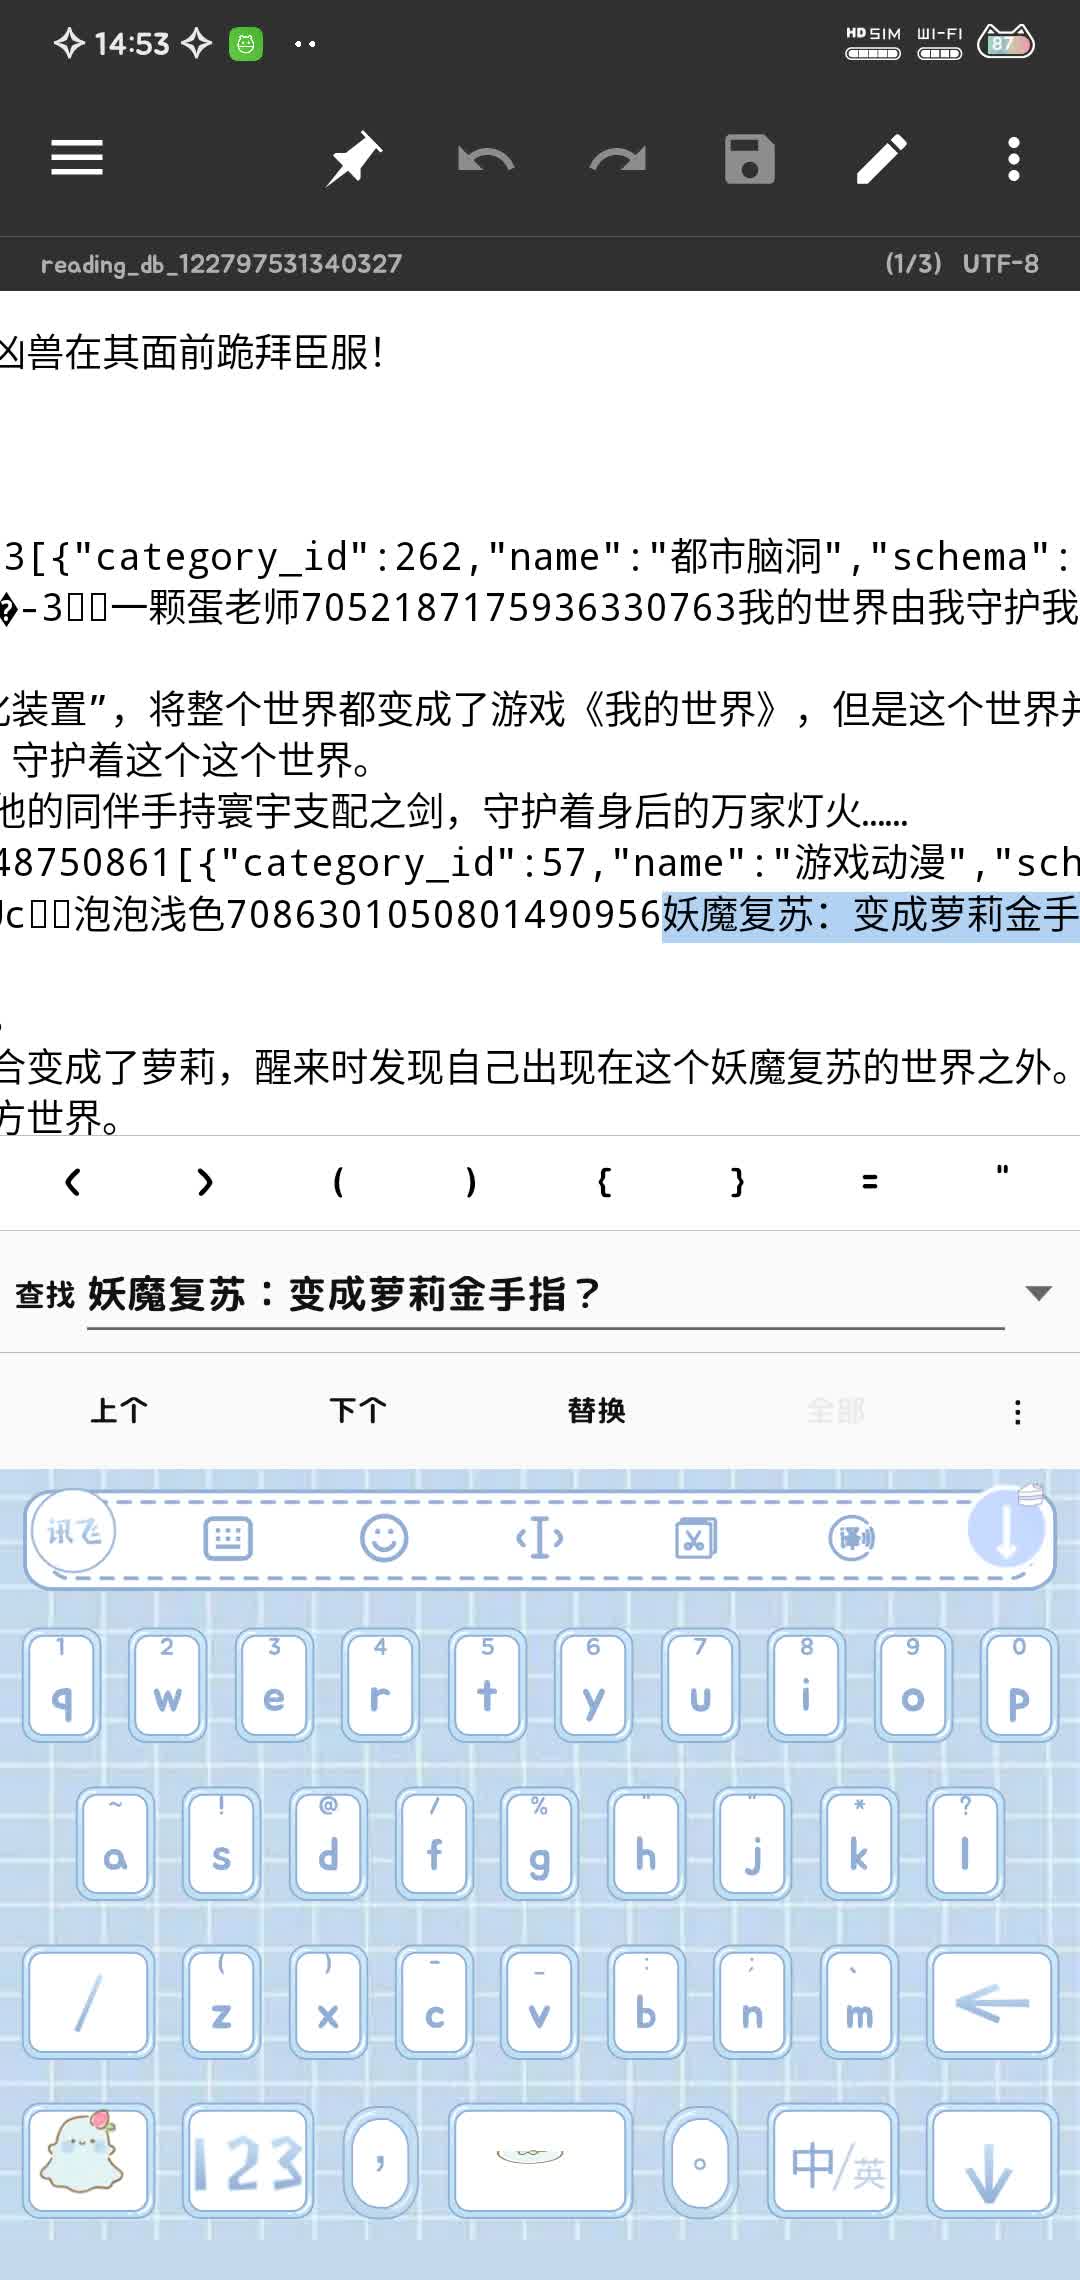 14:53
HD SIM WI-FI 87
reading_db_122797531340327 (1/3) UTF-8
凶兽在其面前跪拜臣服!
3[{"category_id":262,"name":"都市脑洞","schema":
-3一颗蛋老师7052187175936330763我的世界由我守护我
化装置",将整个世界都变成了游戏《我的世界》,但是这个世界并
守护着这个这个世界。
他的同伴手持寰宇支配之剑,守护着身后的万家灯火……
48750861[{"category_id":57,"name":"游戏动漫","sch
c泡泡浅色7086301050801490956妖魔复苏:变成萝莉金手
合变成了萝莉,醒来时发现自己出现在这个妖魔复苏的世界之外。
方世界。
< > ( ) { } = "
查找 妖魔复苏:变成萝莉金手指?
上个 下个 替换 全部
讯飞 译
1 2 3 4 5 6 7 8 9 0
q w e r t y u i o p
~ ! @ / % " " * ?
a s d f g h j k l
( ) - _ : ; 、
/ z x c v b n m
123 , 。 中/英